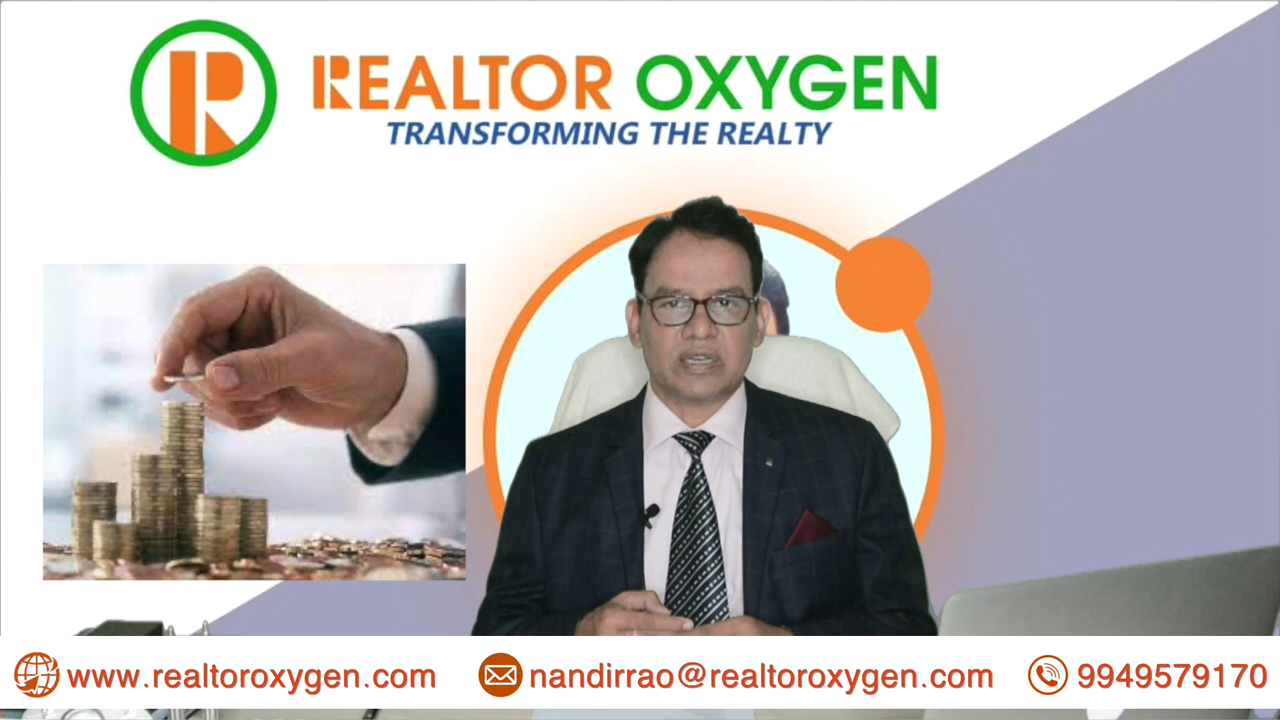 REALTOR OXYGEN
TRANSFORMING THE REALTY
www.realtoroxygen.com nandirrao@realtoroxygen.com 9949579170